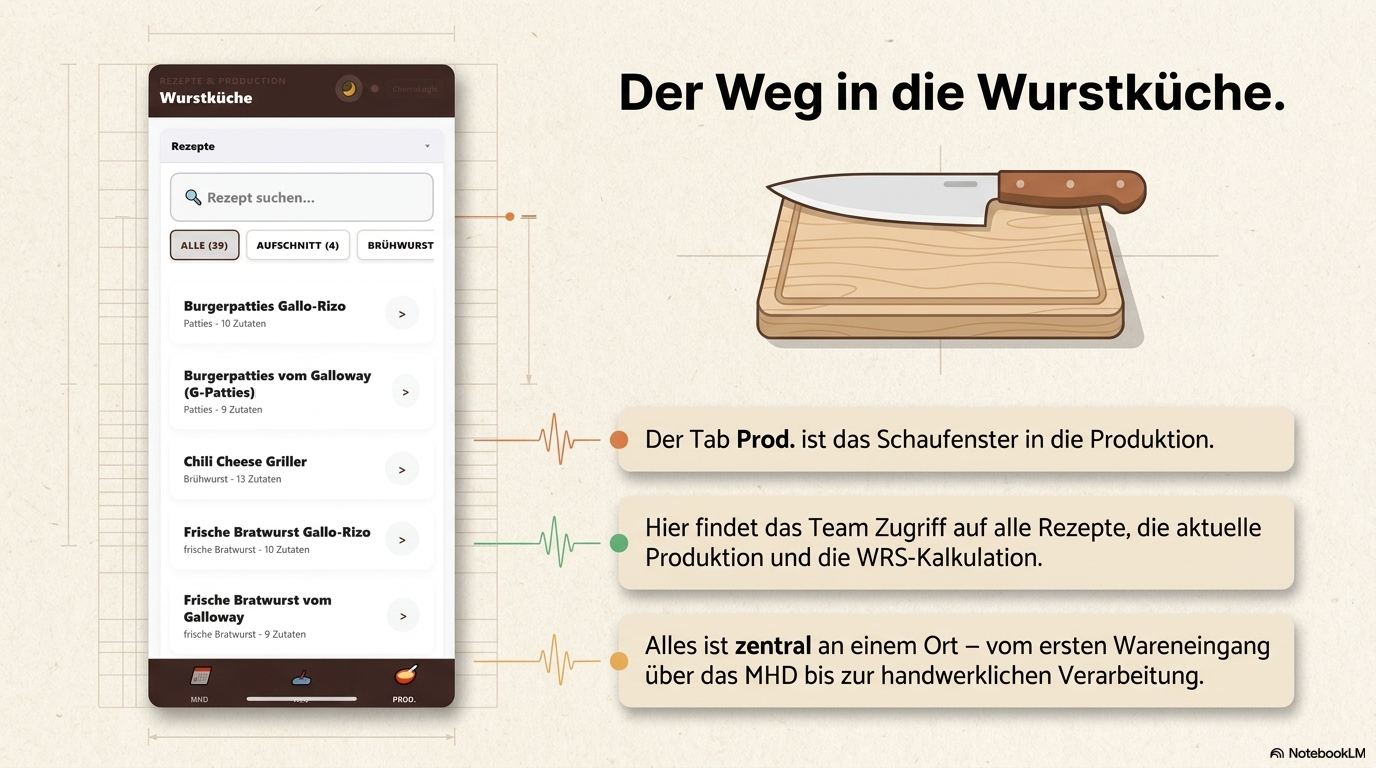 REZEPTE & PRODUCTION
Wurstküche
Rezepte
Rezept suchen...
ALLE (39)
AUFSCHNITT (4)
BRÜHWURST
Burgerpatties Gallo-Rizo
Patties - 10 Zutaten
>
Burgerpatties vom Galloway
(G-Patties)
Patties - 9 Zutaten
>
Chili Cheese Griller
Brühwurst - 13 Zutaten
>
Frische Bratwurst Gallo-Rizo
frische Bratwurst - 10 Zutaten
>
Frische Bratwurst vom
Galloway
frische Bratwurst - 9 Zutaten
>
MND
PROD.
Der Weg in die Wurstküche.
Der Tab Prod. ist das Schaufenster in die Produktion.
Hier findet das Team Zugriff auf alle Rezepte, die aktuelle
Produktion und die WRS-Kalkulation.
Alles ist zentral an einem Ort – vom ersten Wareneingang
über das MHD bis zur handwerklichen Verarbeitung.
NotebookLM